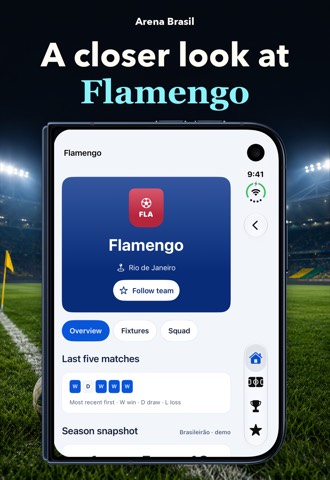 Arena Brasil
A closer look at
Flamengo
Flamengo
9:41
FLA
Flamengo
Rio de Janeiro
Follow team
Overview
Fixtures
Squad
Last five matches
W D W W W
Most recent first · W win · D draw · L loss
Season snapshot
Brasileirão · demo